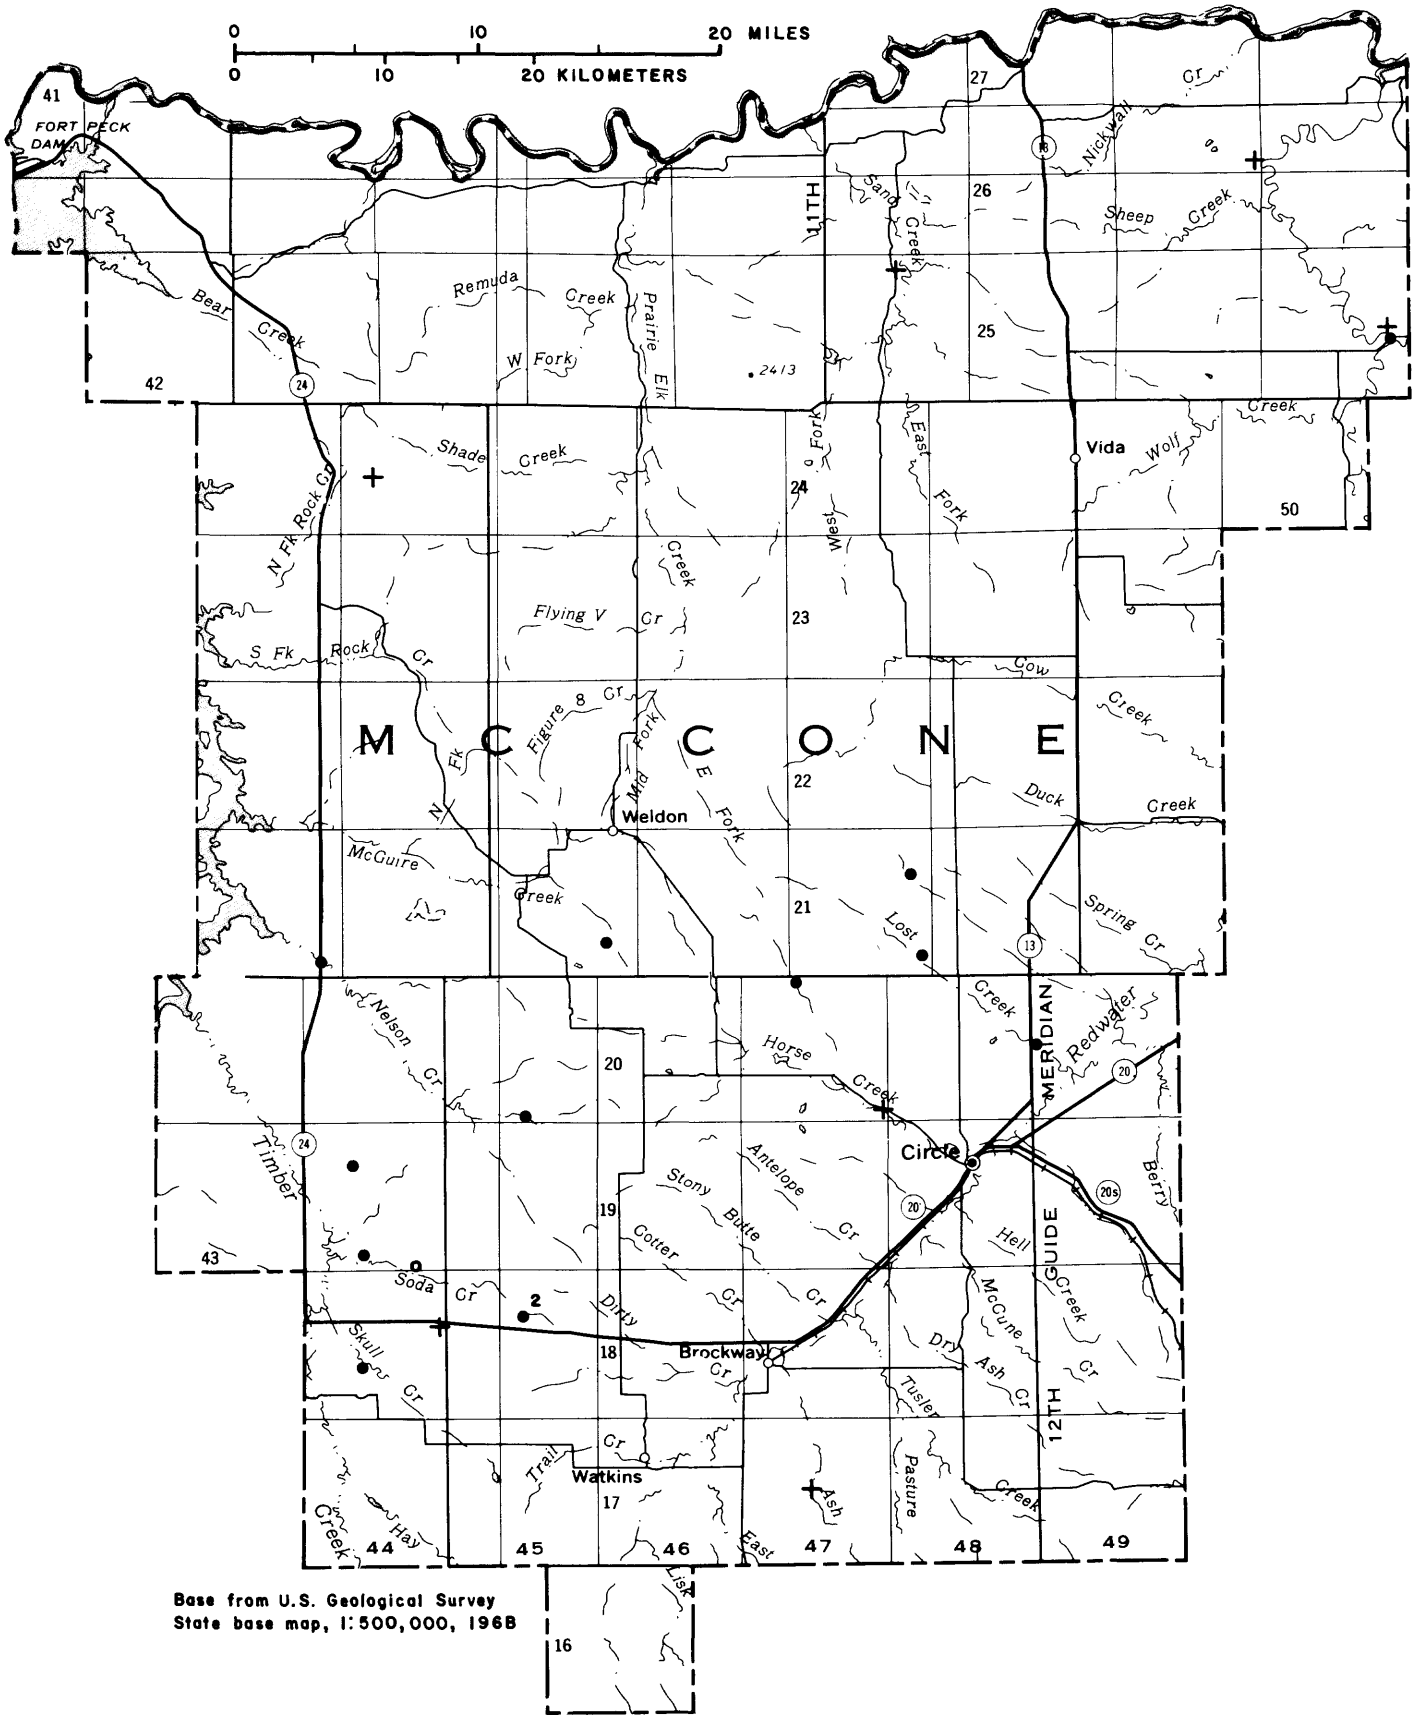 0 10 20 MILES
0 10 20 KILOMETERS
41
FORT PECK
DAM
27
Cr
13
Nickwall
11TH
Sand
Creek
26
Sheep Creek
Bear
Creek
Remuda
Creek
Prairie
Elk
Creek
W Fork
.2413
25
42
24
Shade Creek
Fork
West
East
Fork
Vida
Wolf
Creek
24
50
N Fk Rock Cr
Flying V Cr
23
S Fk Rock Cr
Cow
Creek
Figure 8 Cr
MC CONE
N Fk
Mid Fork
E Fork
22
Duck Creek
Weldon
McGuire
Creek
21
Lost
Creek
13
Spring Cr
Nelson
Cr
Horse
Creek
MERIDIAN
Redwater
20
20
Timber
24
Circle
Antelope
Cr
Stony
Butte
Cr
20
20s
Berry
19
Cotter
Cr
Hell
Creek
GUIDE
43
Soda Cr
2
Dirty
Cr
McCune
Cr
Skull
Cr
18
Brockway
Dry
Ash
Cr
Tusler
12TH
Trail
Cr
Watkins
17
Ash
Pasture
Creek
Creek
Hay
East
44 45 46 47 48 49
Lisk
16
Base from U.S. Geological Survey
State base map, 1:500,000, 1968